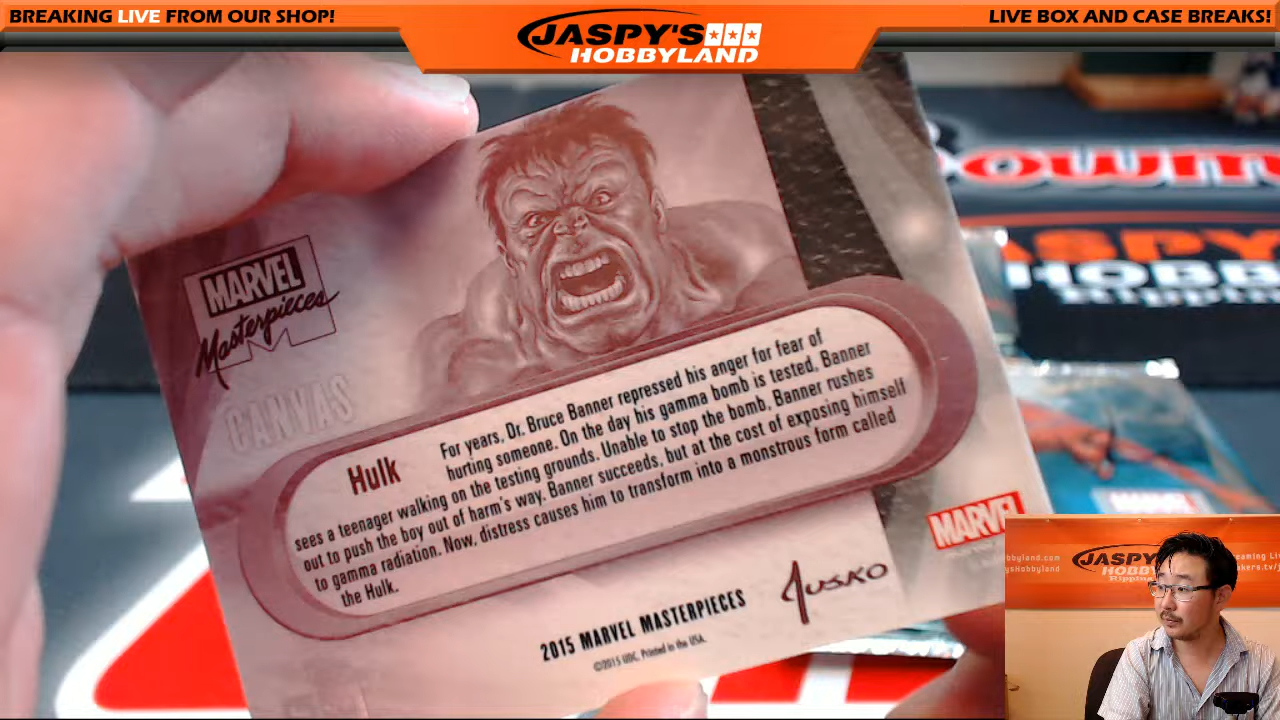 BREAKING LIVE FROM OUR SHOP!
JASPY'S
HOBBYLAND
LIVE BOX AND CASE BREAKS!
MARVEL
Masterpieces
CANVAS
Hulk
For years, Dr. Bruce Banner repressed his anger for fear of
hurting someone. On the day his gamma bomb is tested, Banner
sees a teenager walking on the testing grounds. Unable to stop the bomb, Banner rushes
out to push the boy out of harm's way. Banner succeeds, but at the cost of exposing himself
to gamma radiation. Now, distress causes him to transform into a monstrous form called
the Hulk.
2015 MARVEL MASTERPIECES
JUSKO
©2015 UDC. Printed in the USA.
MARVEL
JASPY
HOBB
Rippin
MARVEL
JASPY
HOBB